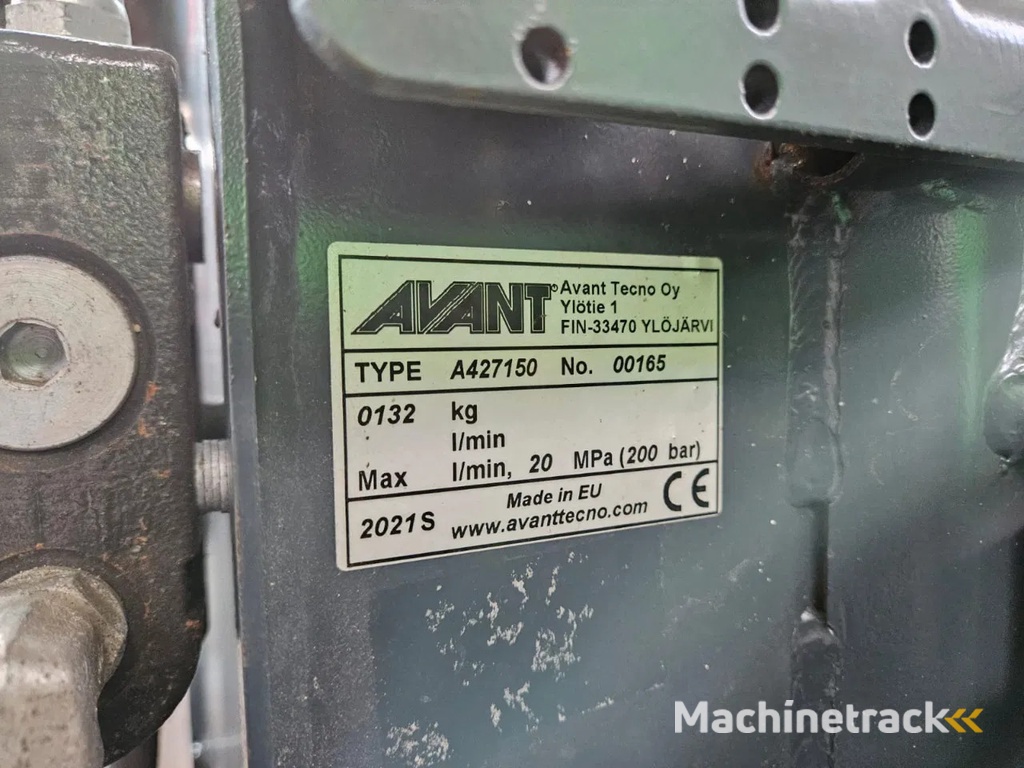 AVANT®
Avant Tecno Oy
Ylötie 1
FIN-33470 YLÖJÄRVI
TYPE A427150 No. 00165
0132 kg
l/min
Max l/min, 20 MPa (200 bar)
2021 S Made in EU CE
www.avanttecno.com
Machinetrack